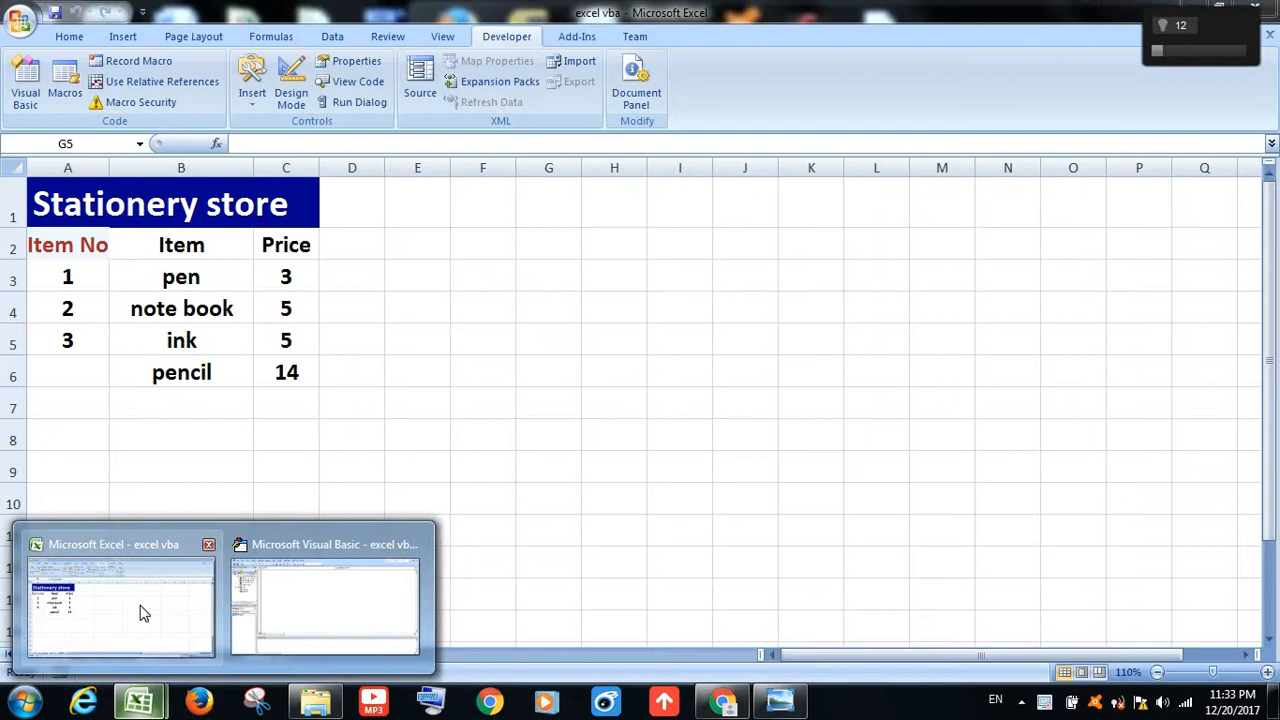 excel vba - Microsoft Excel
12
Home Insert Page Layout Formulas Data Review View Developer Add-Ins Team
Visual Basic
Macros
Record Macro
Use Relative References
Macro Security
Code
Insert
Design Mode
Properties
View Code
Run Dialog
Controls
Source
Map Properties
Expansion Packs
Refresh Data
Import
Export
XML
Document Panel
Modify
G5 fx
A B C D E F G H I J K L M N O P Q
1 Stationery store
2 Item No Item Price
3 1 pen 3
4 2 note book 5
5 3 ink 5
6 pencil 14
7
8
9
10
Microsoft Excel - excel vba
Microsoft Visual Basic - excel vb...
Stationery store
110%
MP3
EN
11:33 PM
12/20/2017